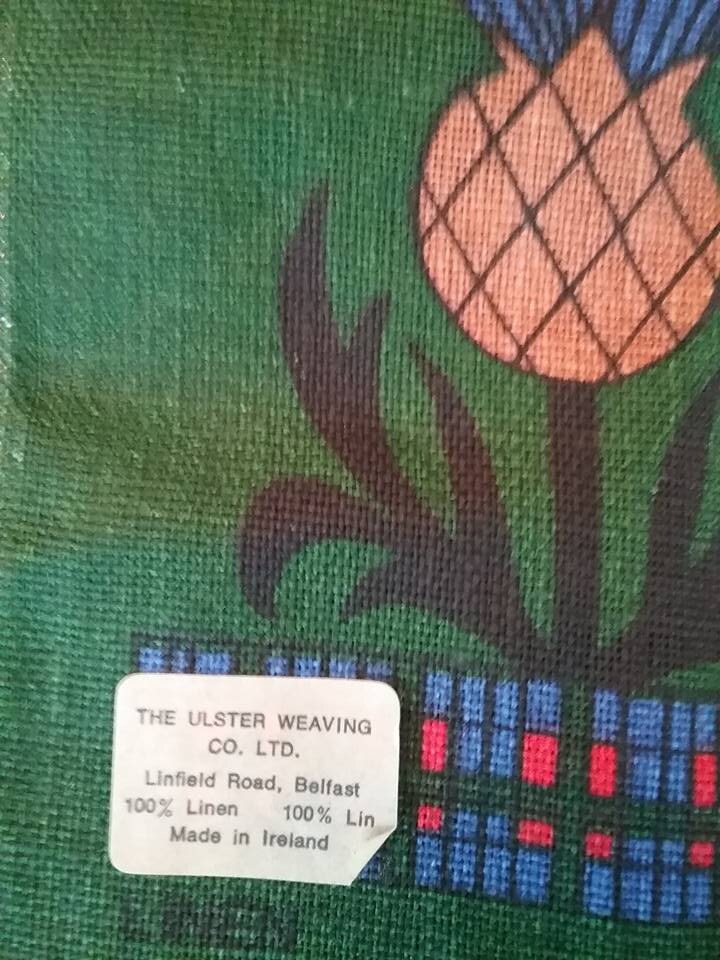 THE ULSTER WEAVING
CO. LTD.
Linfield Road, Belfast
100% Linen 100% Lin
Made in Ireland